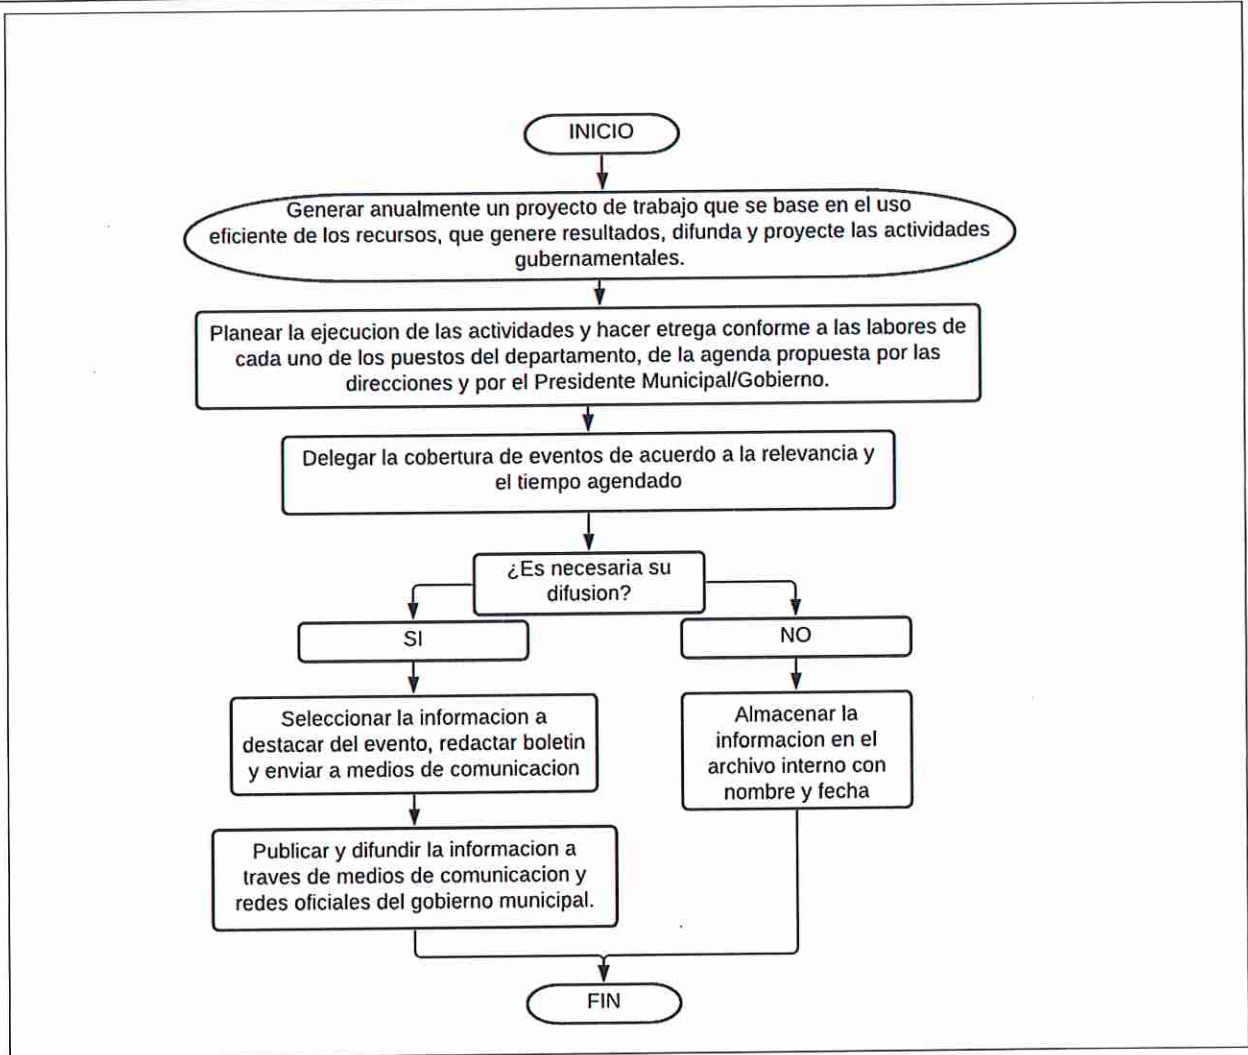 INICIO
Generar anualmente un proyecto de trabajo que se base en el uso
eficiente de los recursos, que genere resultados, difunda y proyecte las actividades
gubernamentales.
Planear la ejecucion de las actividades y hacer etrega conforme a las labores de
cada uno de los puestos del departamento, de la agenda propuesta por las
direcciones y por el Presidente Municipal/Gobierno.
Delegar la cobertura de eventos de acuerdo a la relevancia y
el tiempo agendado
¿Es necesaria su
difusion?
SI
NO
Seleccionar la informacion a
destacar del evento, redactar boletin
y enviar a medios de comunicacion
Almacenar la
informacion en el
archivo interno con
nombre y fecha
Publicar y difundir la informacion a
traves de medios de comunicacion y
redes oficiales del gobierno municipal.
FIN